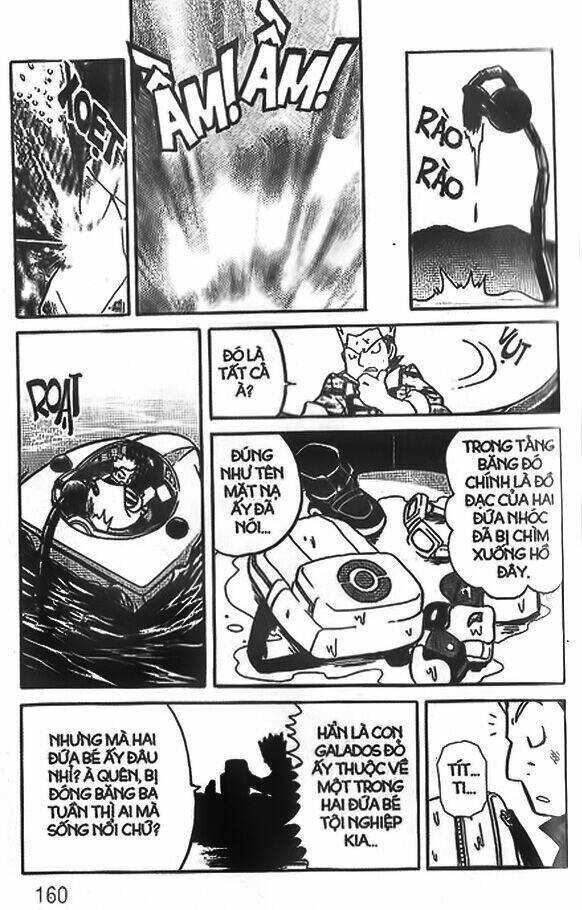 RÀO
RÀO
ẦM! ẦM!
TOẸT
VỤT
ĐÓ LÀ
TẤT CẢ
À?
TRONG TẢNG
BĂNG ĐÓ
CHÍNH LÀ ĐỒ
ĐẠC CỦA HAI
ĐỨA NHÓC
ĐÃ BỊ CHÌM
XUỐNG HỒ
ĐÂY.
ĐÚNG
NHƯ TÊN
MẶT NẠ
ẤY ĐÃ
NÓI...
ROẠT
TÍT...
TI...
HẲN LÀ CON
GALADOS ĐỎ
ẤY THUỘC VỀ
MỘT TRONG
HAI ĐỨA BÉ
TỘI NGHIỆP
KIA...
NHƯNG MÀ HAI
ĐỨA BÉ ẤY ĐÂU
NHỈ? À QUÊN, BỊ
ĐÓNG BĂNG BA
TUẦN THÌ AI MÀ
SỐNG NỔI CHỨ?
160